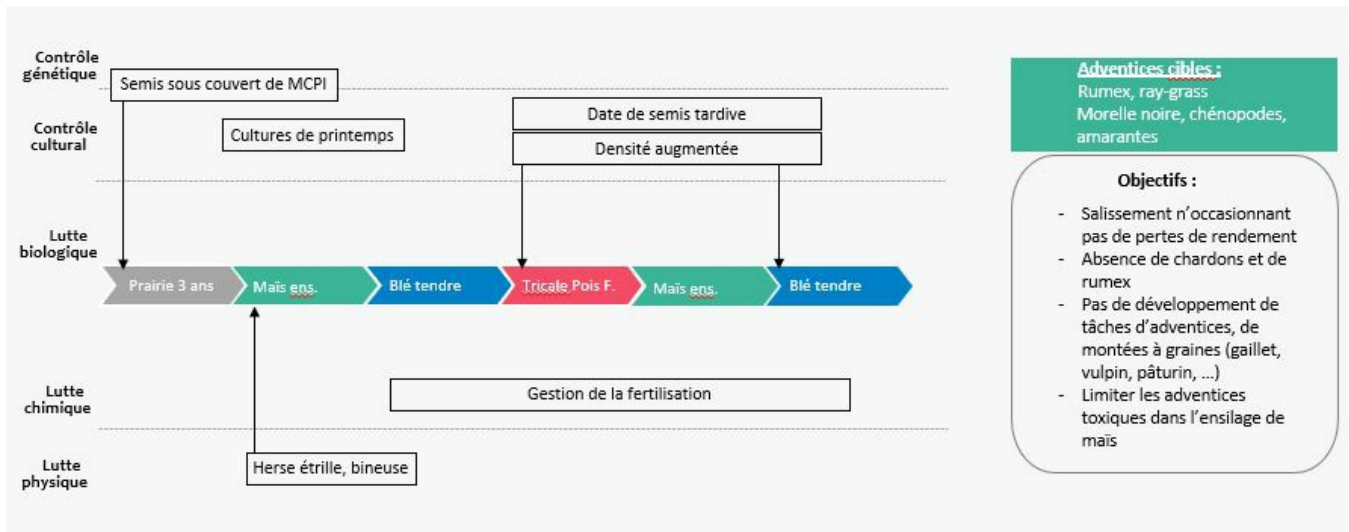 Contrôle
génétique
Semis sous couvert de MCPI
Contrôle
cultural
Cultures de printemps
Date de semis tardive
Densité augmentée
Lutte
biologique
Prairie 3 ans
Maïs ens.
Blé tendre
Tricale Pois F.
Maïs ens.
Blé tendre
Lutte
chimique
Gestion de la fertilisation
Lutte
physique
Herse étrille, bineuse
Adventices cibles :
Rumex, ray-grass
Morelle noire, chénopodes,
amarantes
Objectifs :
- Salissement n’occasionnant
pas de pertes de rendement
- Absence de chardons et de
rumex
- Pas de développement de
tâches d’adventices, de
montées à graines (gaillet,
vulpin, pâturin, ...)
- Limiter les adventices
toxiques dans l’ensilage de
maïs